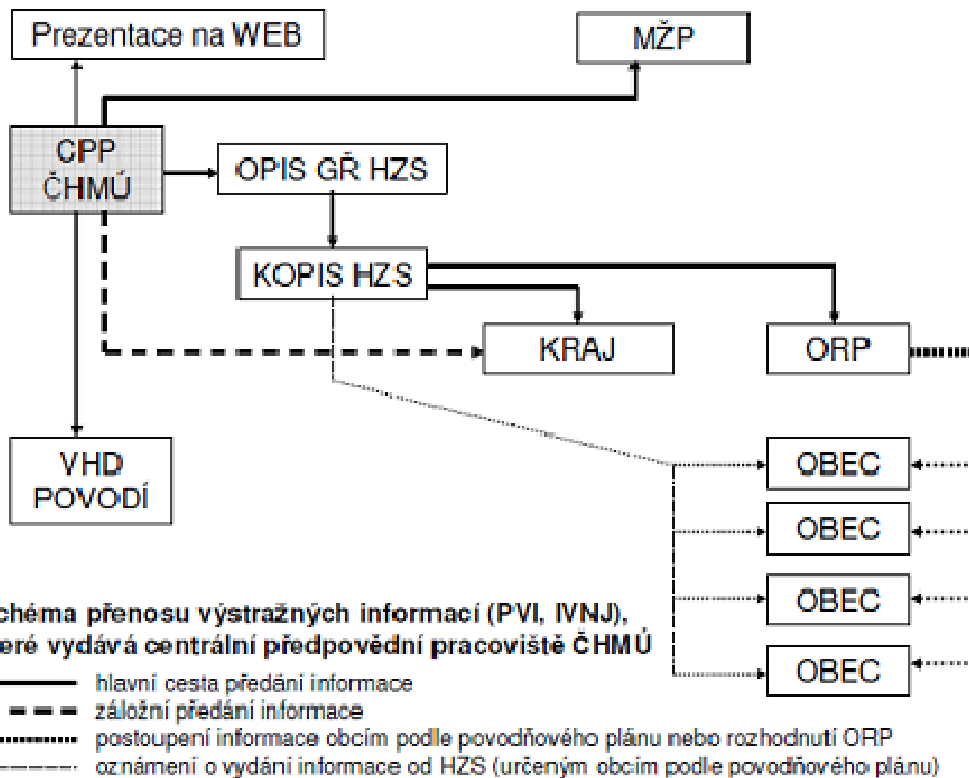 Prezentace na WEB
MŽP
CPP
ČHMÚ
OPIS GŘ HZS
KOPIS HZS
KRAJ
ORP
VHD
POVODÍ
OBEC
OBEC
OBEC
OBEC
chéma přenosu výstražných informací (PVI, IVNJ),
eré vydává centrální předpovědní pracoviště ČHMÚ
hlavní cesta předání informace
záložní předání informace
postoupení informace obcím podle povodňového plánu nebo rozhodnutí ORP
oznámení o vydání informace od HZS (určeným obcím podle povodňového plánu)